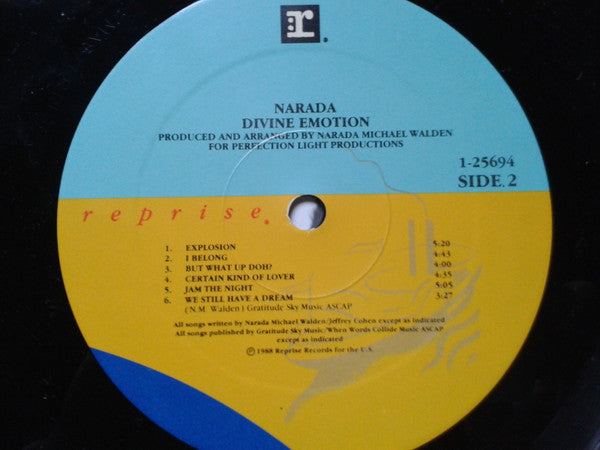 r.
NARADA
DIVINE EMOTION
PRODUCED AND ARRANGED BY NARADA MICHAEL WALDEN
FOR PERFECTION LIGHT PRODUCTIONS
1-25694
SIDE. 2
reprise
1. EXPLOSION 5:20
2. I BELONG 4:43
3. BUT WHAT UP DOH? 4:00
4. CERTAIN KIND OF LOVER 4:35
5. JAM THE NIGHT 5:05
6. WE STILL HAVE A DREAM 3:27
(N.M. Walden) Gratitude Sky Music ASCAP
All songs written by Narada Michael Walden/Jeffrey Cohen except as indicated
All songs published by Gratitude Sky Music/When Words Collide Music ASCAP
except as indicated
℗ 1988 Reprise Records for the U.S.